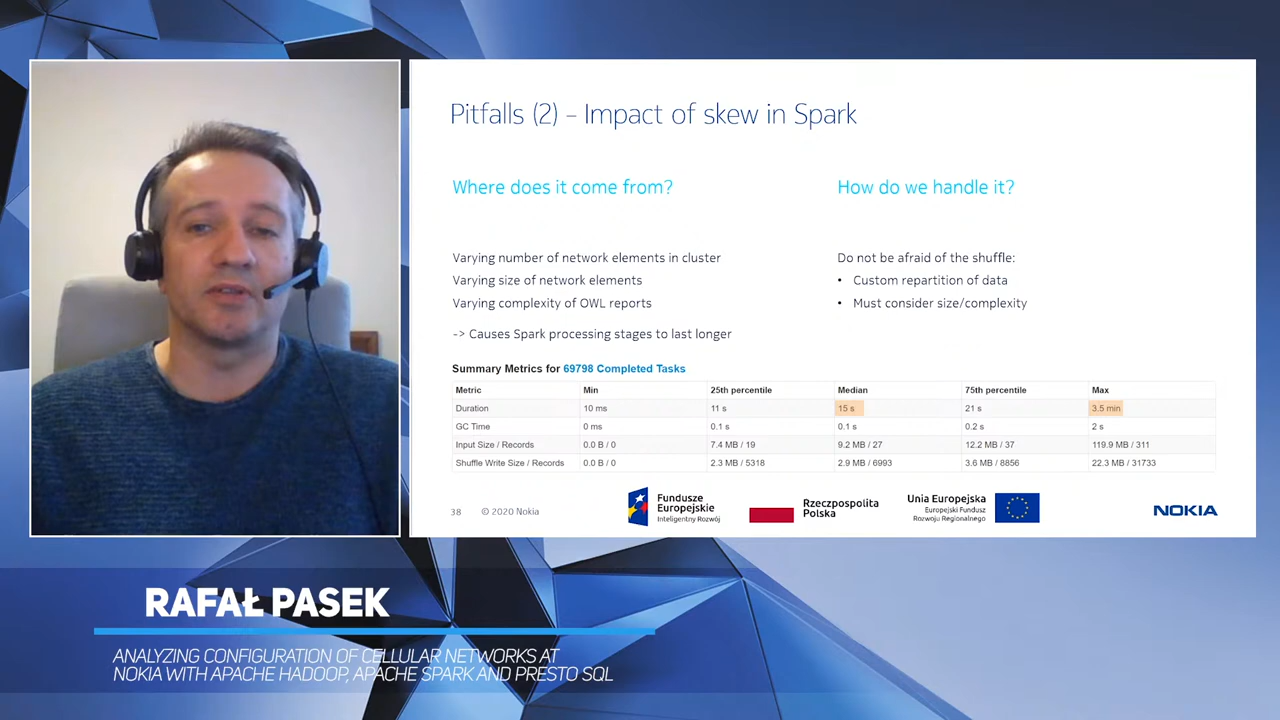 Pitfalls (2) – Impact of skew in Spark
Where does it come from?
Varying number of network elements in cluster
Varying size of network elements
Varying complexity of OWL reports
-> Causes Spark processing stages to last longer
How do we handle it?
Do not be afraid of the shuffle:
• Custom repartition of data
• Must consider size/complexity
Summary Metrics for 69798 Completed Tasks
Metric Min 25th percentile Median 75th percentile Max
Duration 10 ms 11 s 15 s 21 s 3.5 min
GC Time 0 ms 0.1 s 0.1 s 0.2 s 2 s
Input Size / Records 0.0 B / 0 7.4 MB / 19 9.2 MB / 27 12.2 MB / 37 119.9 MB / 311
Shuffle Write Size / Records 0.0 B / 0 2.3 MB / 5318 2.9 MB / 6993 3.6 MB / 8856 22.3 MB / 31733
38 © 2020 Nokia
Fundusze
Europejskie
Inteligentny Rozwój
Rzeczpospolita
Polska
Unia Europejska
Europejski Fundusz
Rozwoju Regionalnego
NOKIA
RAFAŁ PASEK
ANALYZING CONFIGURATION OF CELLULAR NETWORKS AT
NOKIA WITH APACHE HADOOP, APACHE SPARK AND PRESTO SQL